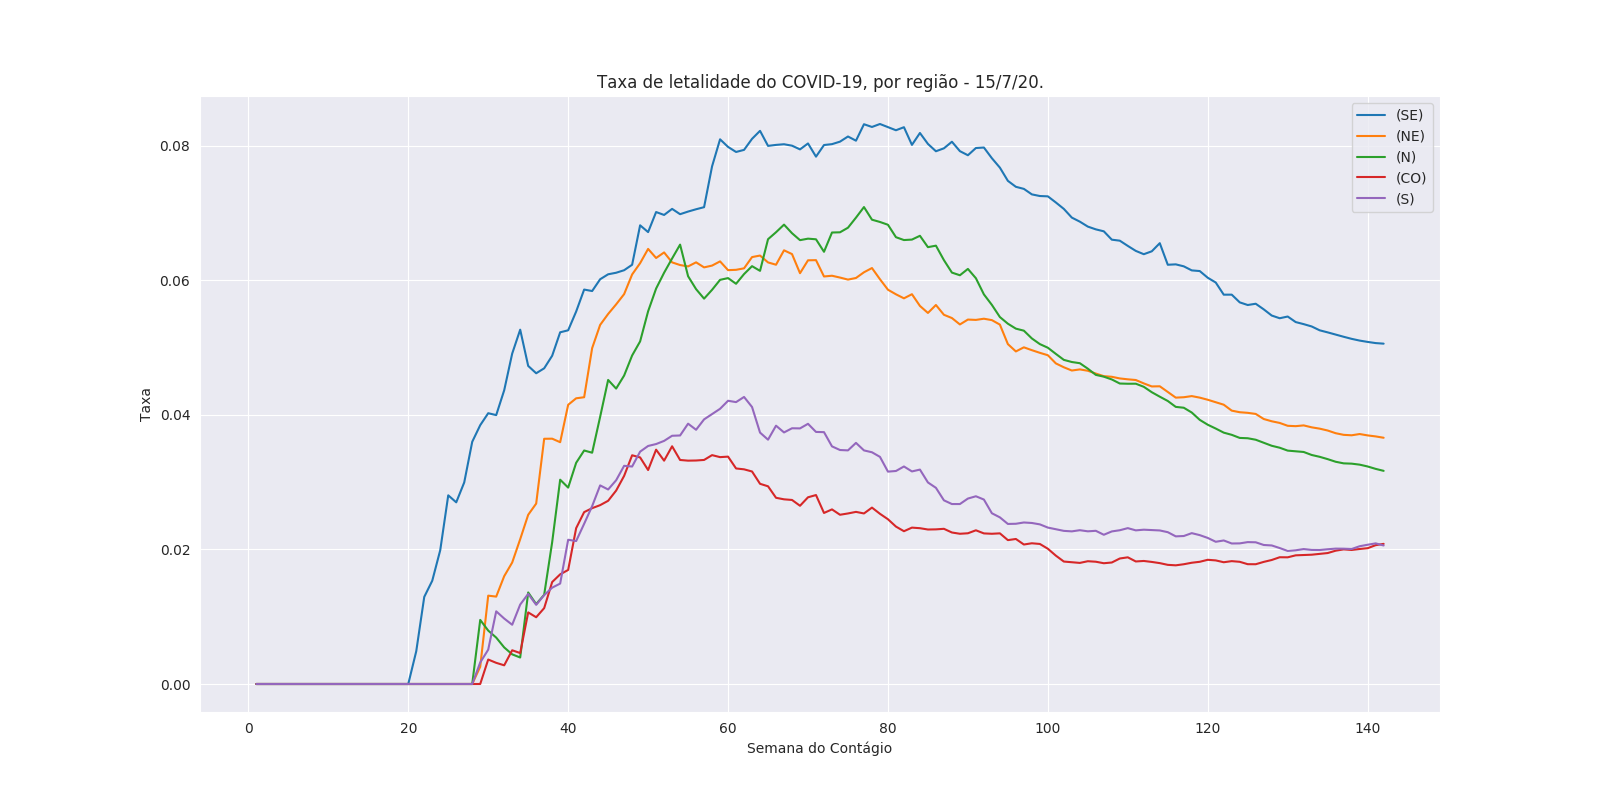 Taxa de letalidade do COVID-19, por região - 15/7/20.
(SE)
(NE)
(N)
(CO)
(S)
0.08
0.06
0.04
0.02
0.00
Taxa
0 20 40 60 80 100 120 140
Semana do Contágio